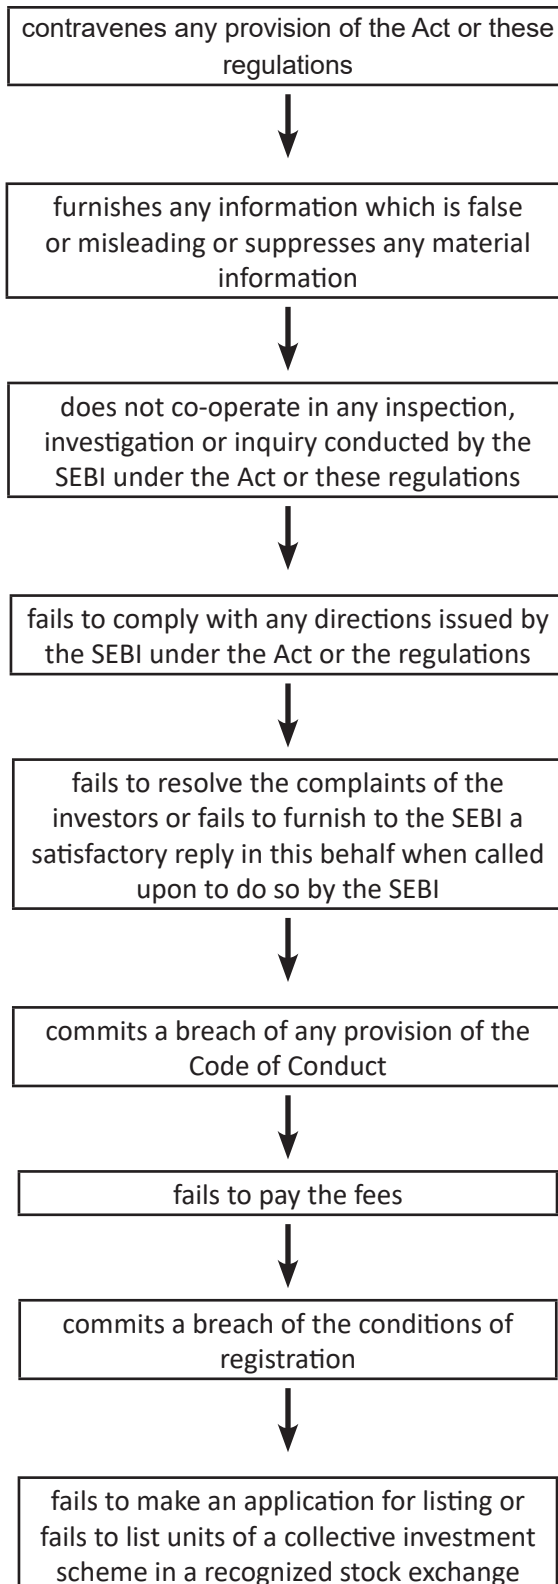 contravenes any provision of the Act or these
regulations
furnishes any information which is false
or misleading or suppresses any material
information
does not co-operate in any inspection,
investigation or inquiry conducted by the
SEBI under the Act or these regulations
fails to comply with any directions issued by
the SEBI under the Act or the regulations
fails to resolve the complaints of the
investors or fails to furnish to the SEBI a
satisfactory reply in this behalf when called
upon to do so by the SEBI
commits a breach of any provision of the
Code of Conduct
fails to pay the fees
commits a breach of the conditions of
registration
fails to make an application for listing or
fails to list units of a collective investment
scheme in a recognized stock exchange